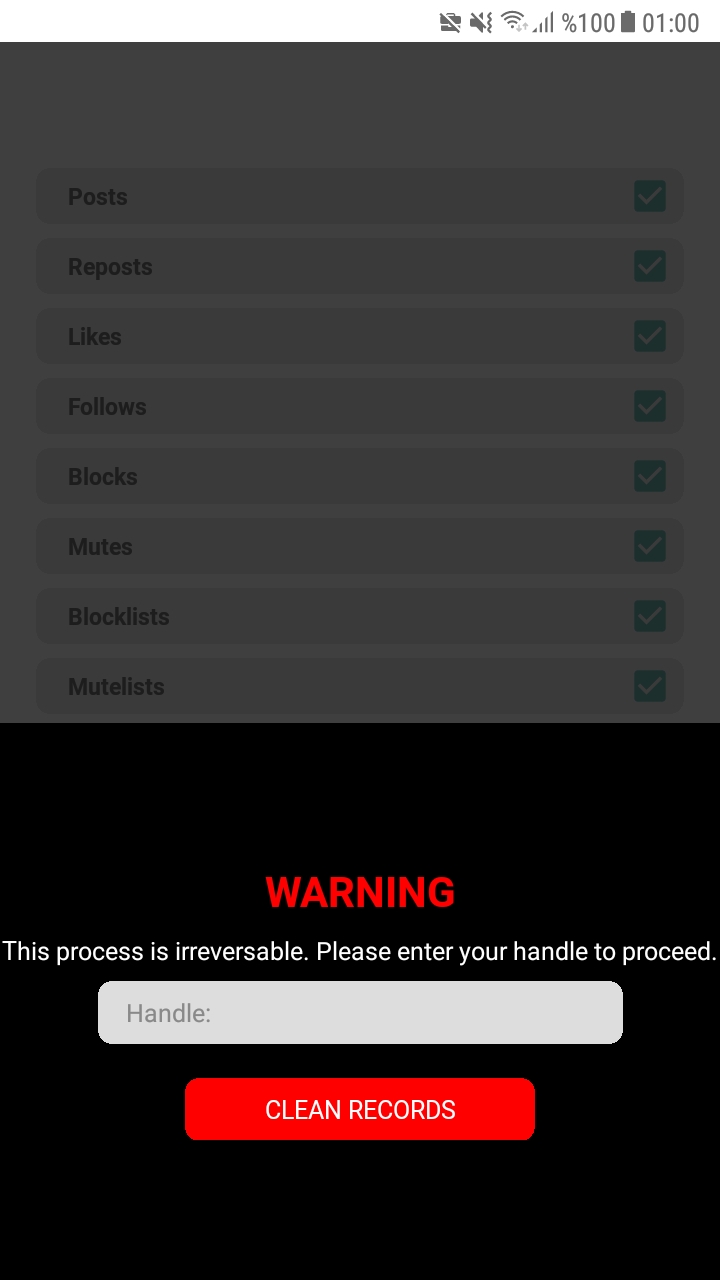 %100 01:00
Posts
Reposts
Likes
Follows
Blocks
Mutes
Blocklists
Mutelists
WARNING
This process is irreversable. Please enter your handle to proceed.
Handle:
CLEAN RECORDS